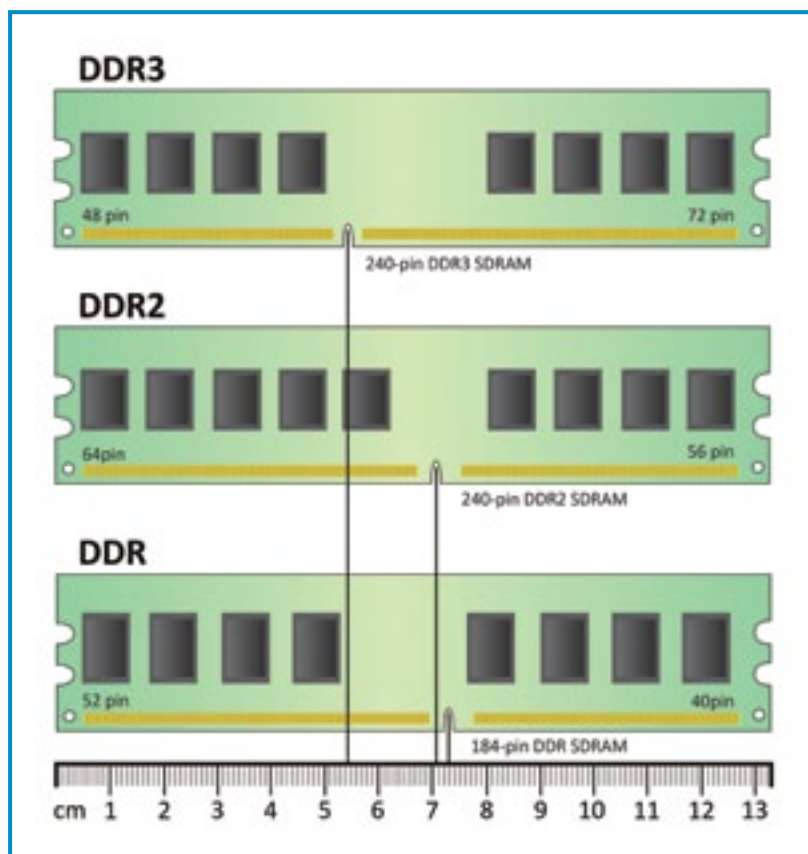 DDR3
48 pin 72 pin
240-pin DDR3 SDRAM
DDR2
64pin 56 pin
240-pin DDR2 SDRAM
DDR
52 pin 40pin
184-pin DDR SDRAM
cm 1 2 3 4 5 6 7 8 9 10 11 12 13